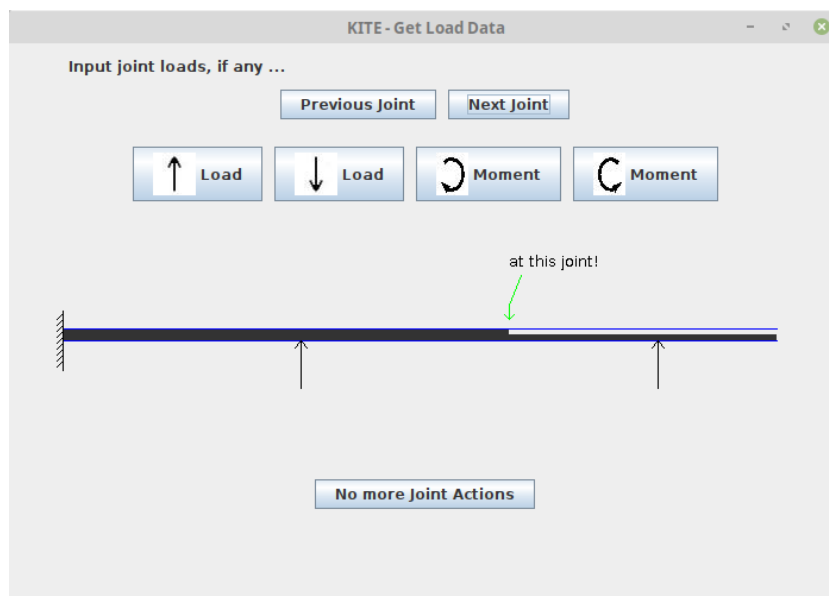 KITE - Get Load Data
Input joint loads, if any ...
Previous Joint
Next Joint
Load
Load
Moment
Moment
at this joint!
No more Joint Actions